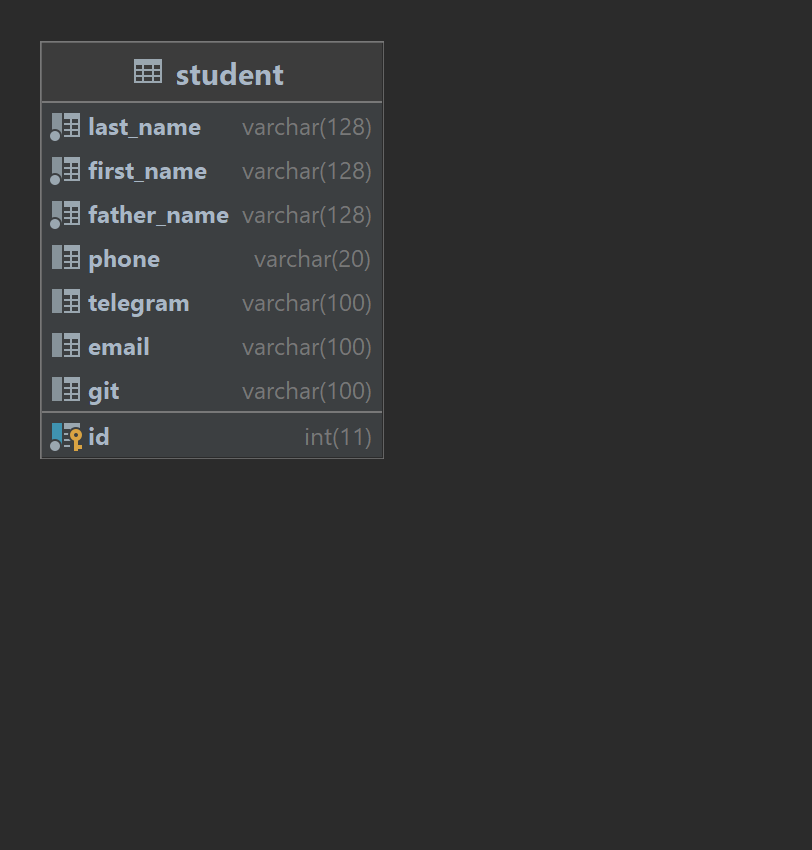 student
last_name varchar(128)
first_name varchar(128)
father_name varchar(128)
phone varchar(20)
telegram varchar(100)
email varchar(100)
git varchar(100)
id int(11)